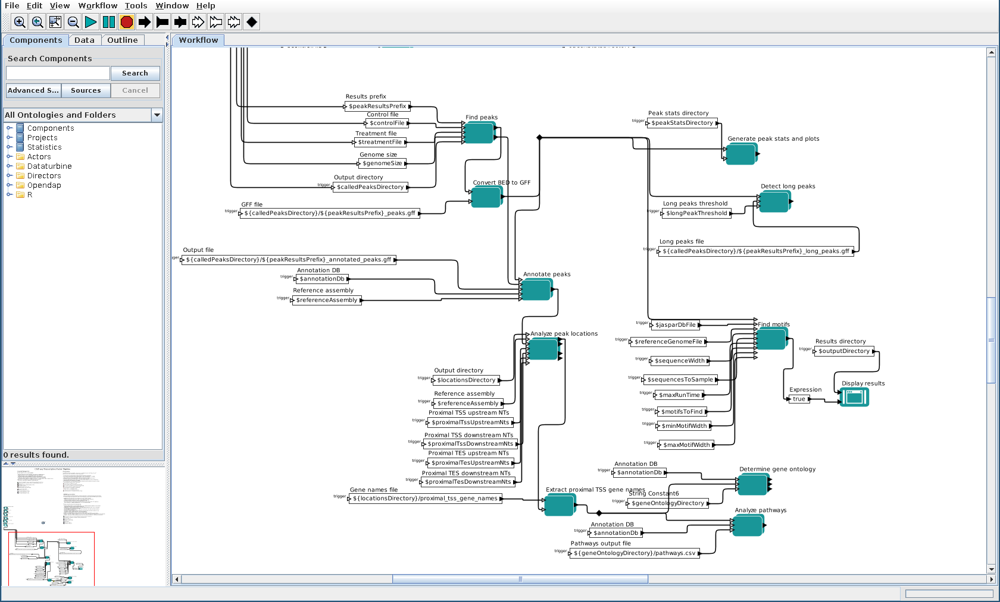 File Edit View Workflow Tools Window Help
Components Data Outline
Workflow
Search Components
Search
Advanced S... Sources Cancel
All Ontologies and Folders
Components
Projects
Statistics
Actors
Dataturbine
Directors
Opendap
R
0 results found.
Results prefix
$peakResultsPrefix
Control file
$controlFile
Treatment file
$treatmentFile
Genome size
$genomeSize
Output directory
trigger
$calledPeaksDirectory
GFF file
trigger
${calledPeaksDirectory}/${peakResultsPrefix}_peaks.gff
Find peaks
Convert BED to GFF
Peak stats directory
trigger
$peakStatsDirectory
Generate peak stats and plots
Detect long peaks
Long peaks threshold
trigger
$longPeakThreshold
Long peaks file
trigger
${calledPeaksDirectory}/${peakResultsPrefix}_long_peaks.gff
Output file
${calledPeaksDirectory}/${peakResultsPrefix}_annotated_peaks.gff
Annotation DB
trigger
$annotationDb
Reference assembly
trigger
$referenceAssembly
Annotate peaks
Analyze peak locations
Output directory
trigger
$locationsDirectory
Reference assembly
trigger
$referenceAssembly
Proximal TSS upstream NTs
trigger
$proximalTssUpstreamNts
Proximal TSS downstream NTs
trigger
$proximalTssDownstreamNts
Proximal TES upstream NTs
trigger
$proximalTesUpstreamNts
Proximal TES downstream NTs
trigger
$proximalTesDownstreamNts
Gene names file
trigger
${locationsDirectory}/proximal_tss_gene_names
Extract proximal TSS gene names
Find motifs
trigger
$jasparDbFile
trigger
$referenceGenomeFile
trigger
$sequenceWidth
trigger
$sequencesToSample
trigger
$maxRunTime
trigger
$motifsToFind
trigger
$minMotifWidth
trigger
$maxMotifWidth
Results directory
trigger
$outputDirectory
Expression
true
Display results
Annotation DB
trigger
$annotationDb
Determine gene ontology
String Constant6
trigger
$geneOntologyDirectory
Analyze pathways
Annotation DB
trigger
$annotationDb
Pathways output file
trigger
${geneOntologyDirectory}/pathways.csv